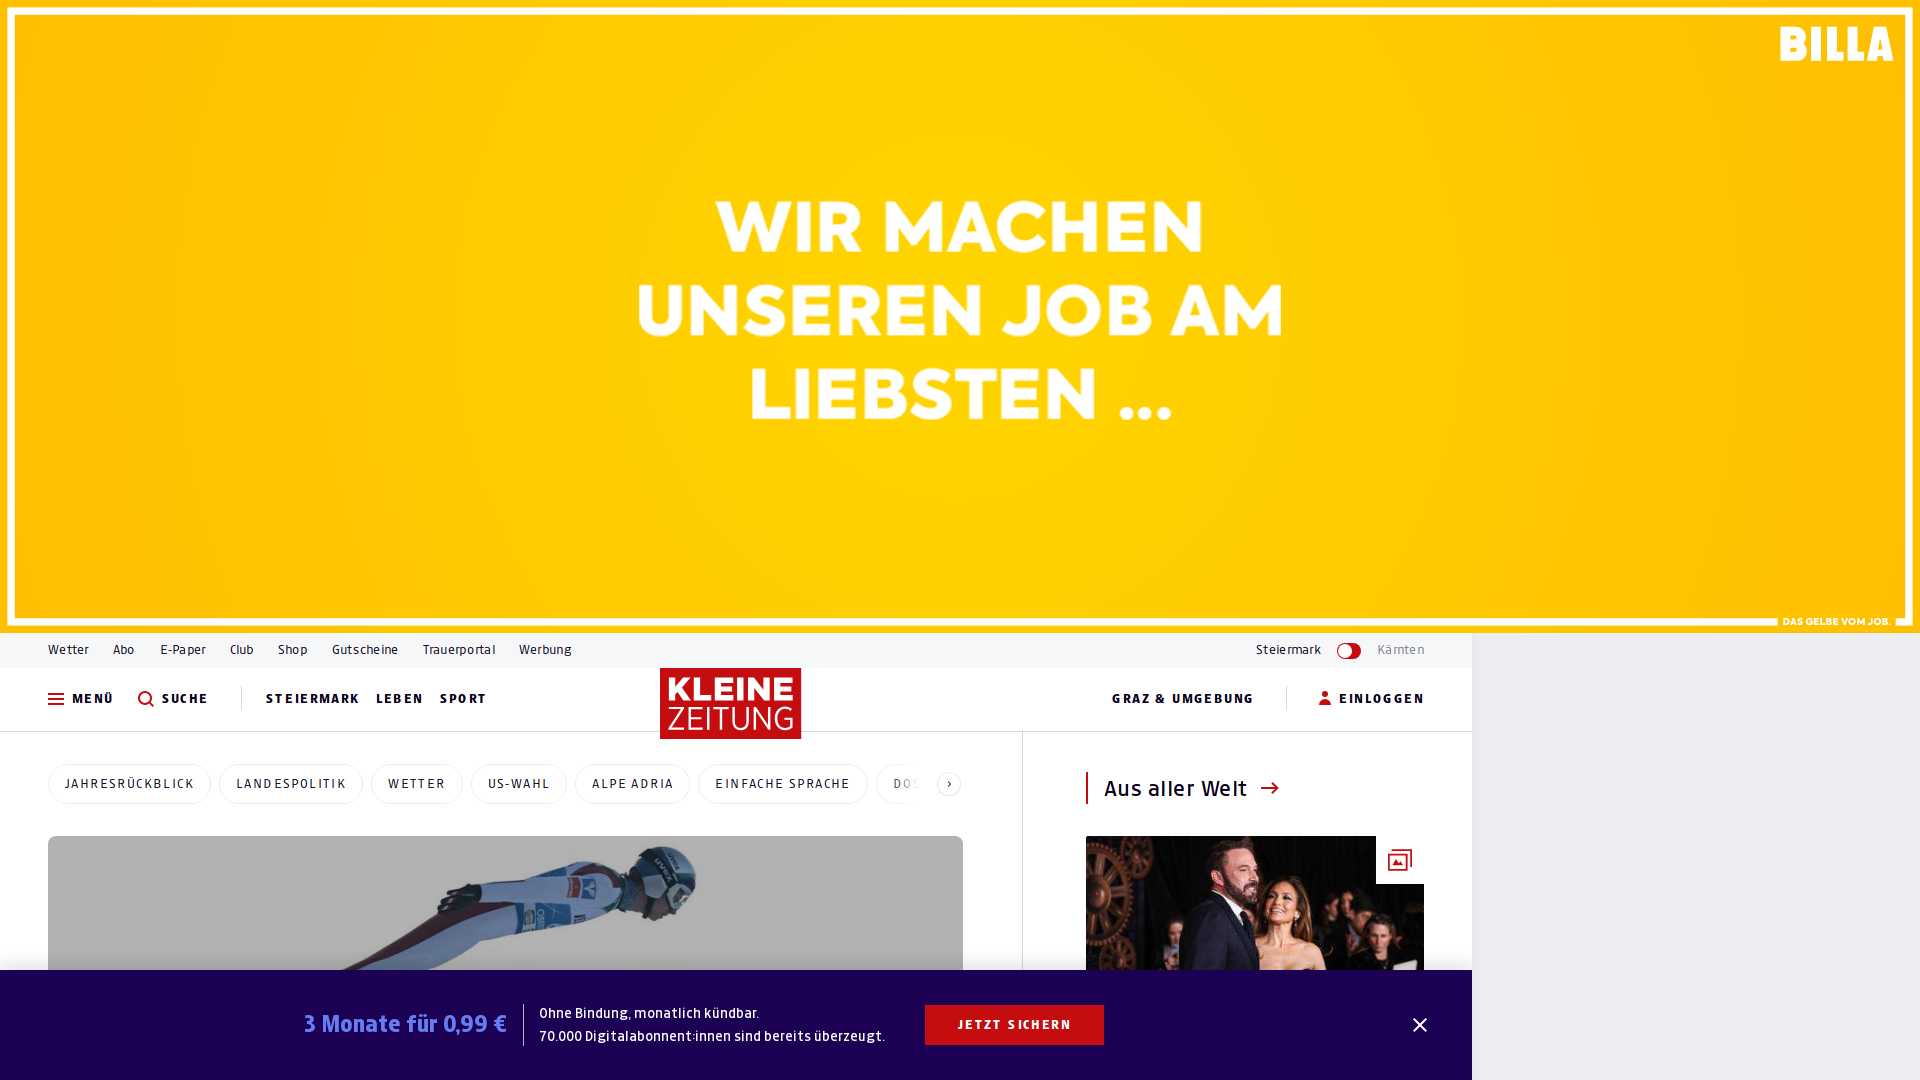 BILLA
WIR MACHEN
UNSEREN JOB AM
LIEBSTEN ...
DAS GELBE VOM JOB.
Wetter Abo E-Paper Club Shop Gutscheine Trauerportal Werbung Steiermark Kärnten
MENÜ SUCHE STEIERMARK LEBEN SPORT KLEINE ZEITUNG GRAZ & UMGEBUNG EINLOGGEN
JAHRESRÜCKBLICK LANDESPOLITIK WETTER US-WAHL ALPE ADRIA EINFACHE SPRACHE
Aus aller Welt
3 Monate für 0,99 €
Ohne Bindung, monatlich kündbar.
70.000 Digitalabonnent:innen sind bereits überzeugt.
JETZT SICHERN